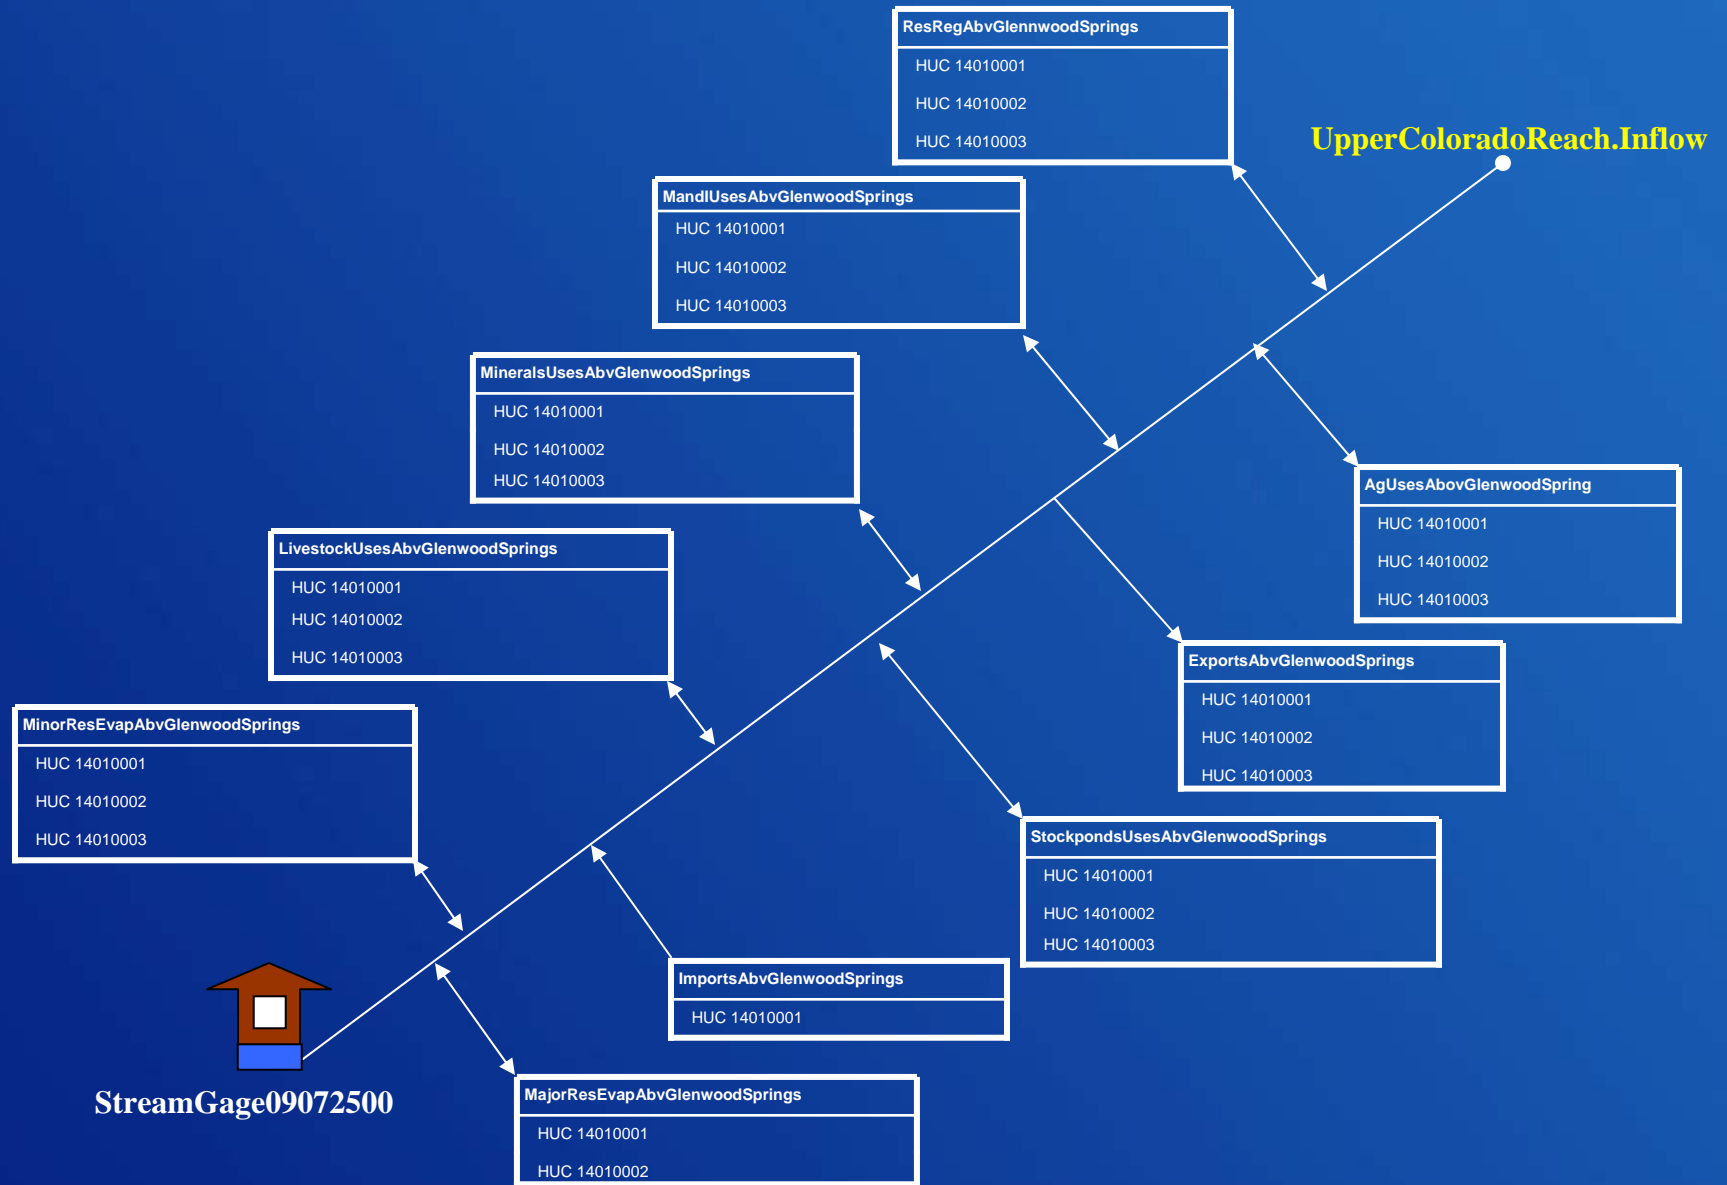 ResRegAbvGlennwoodSprings
HUC 14010001
HUC 14010002
HUC 14010003
UpperColoradoReach.Inflow
MandIUsesAbvGlenwoodSprings
HUC 14010001
HUC 14010002
HUC 14010003
MineralsUsesAbvGlenwoodSprings
HUC 14010001
HUC 14010002
HUC 14010003
AgUsesAbovGlenwoodSpring
HUC 14010001
HUC 14010002
HUC 14010003
LivestockUsesAbvGlenwoodSprings
HUC 14010001
HUC 14010002
HUC 14010003
ExportsAbvGlenwoodSprings
HUC 14010001
HUC 14010002
HUC 14010003
MinorResEvapAbvGlenwoodSprings
HUC 14010001
HUC 14010002
HUC 14010003
StockpondsUsesAbvGlenwoodSprings
HUC 14010001
HUC 14010002
HUC 14010003
ImportsAbvGlenwoodSprings
HUC 14010001
StreamGage09072500
MajorResEvapAbvGlenwoodSprings
HUC 14010001
HUC 14010002